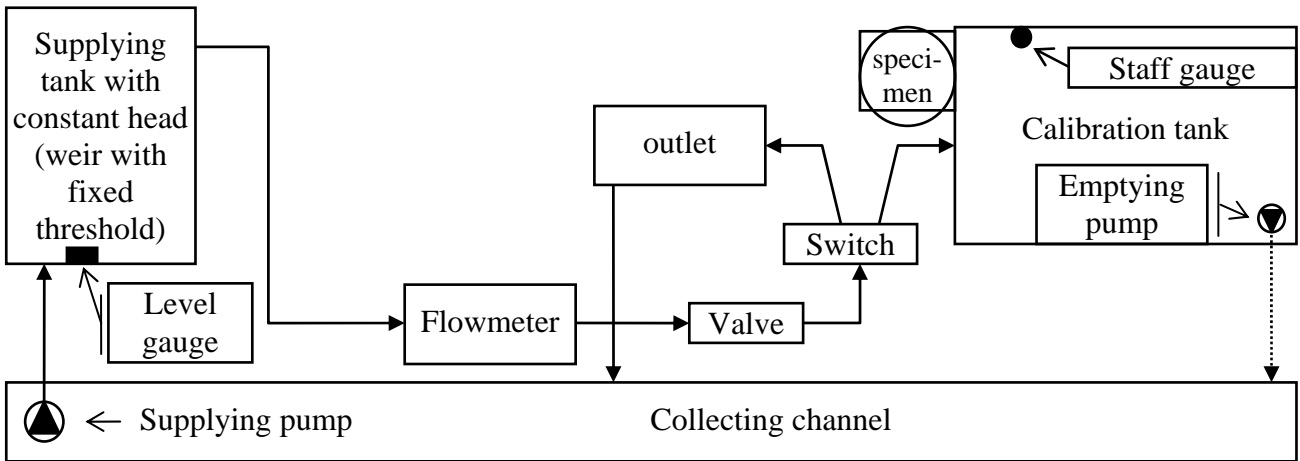 Supplying
tank with
constant head
(weir with
fixed
threshold)
Level
gauge
Supplying pump
Flowmeter
Valve
Switch
outlet
speci-
men
Staff gauge
Calibration tank
Emptying
pump
Collecting channel